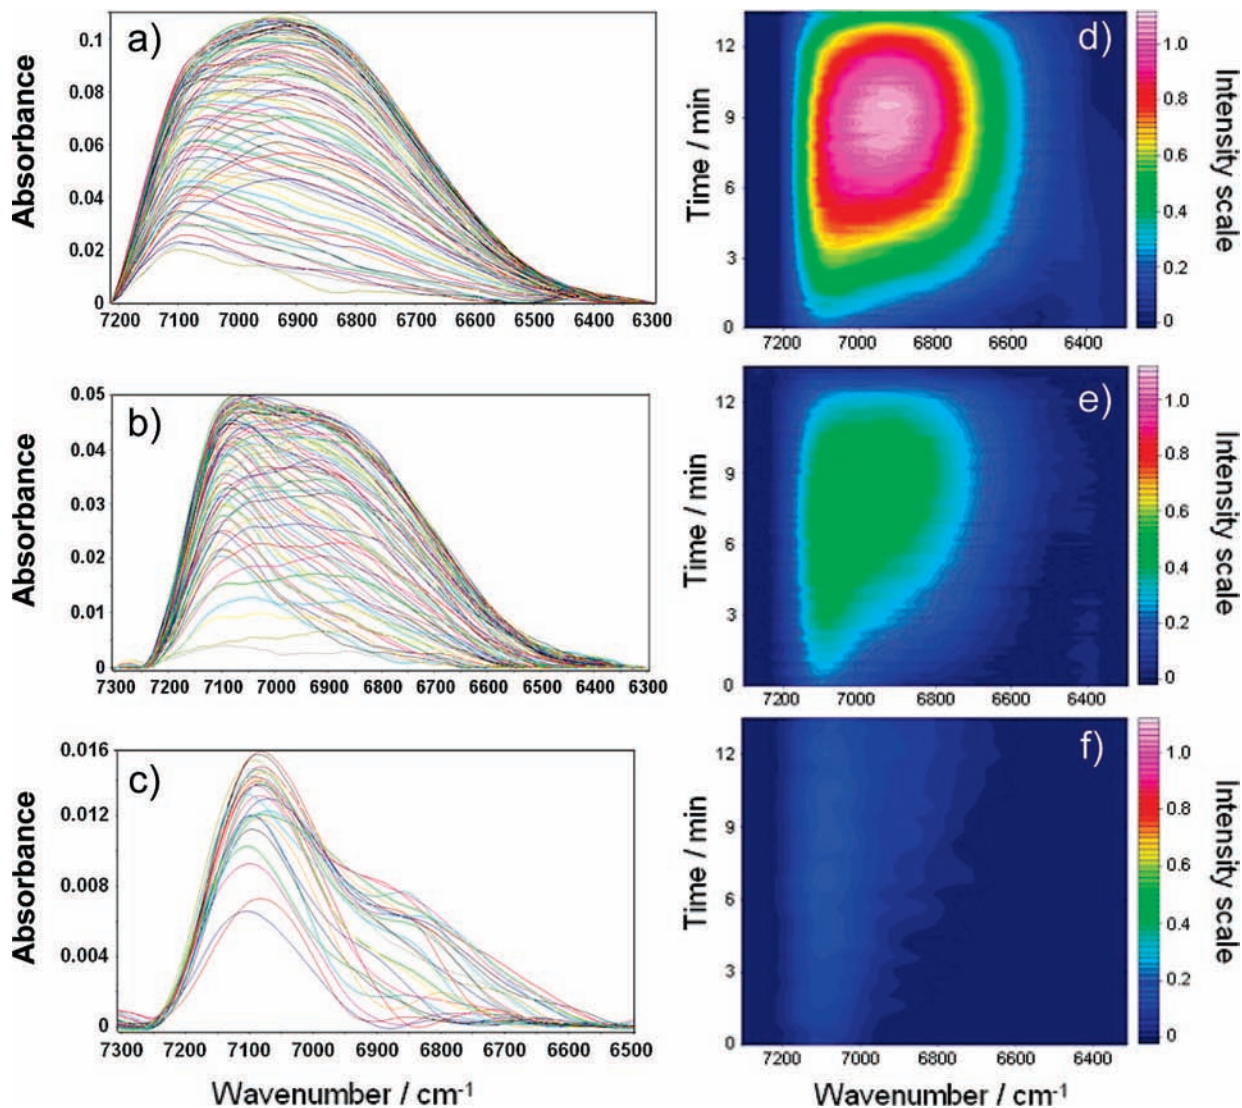 a)
Absorbance
0.1
0.08
0.06
0.04
0.02
0
7200 7100 7000 6900 6800 6700 6600 6500 6400 6300
d)
Time / min
12
9
6
3
0
7200 7000 6800 6600 6400
1.0
0.8
0.6
0.4
0.2
0
Intensity scale
b)
Absorbance
0.05
0.04
0.03
0.02
0.01
0
7300 7200 7100 7000 6900 6800 6700 6600 6500 6400 6300
e)
Time / min
12
9
6
3
0
7200 7000 6800 6600 6400
1.0
0.8
0.6
0.4
0.2
0
Intensity scale
c)
Absorbance
0.016
0.012
0.008
0.004
0
7300 7200 7100 7000 6900 6800 6700 6600 6500
Wavenumber / cm⁻¹
f)
Time / min
12
9
6
3
0
7200 7000 6800 6600 6400
Wavenumber / cm⁻¹
1.0
0.8
0.6
0.4
0.2
0
Intensity scale